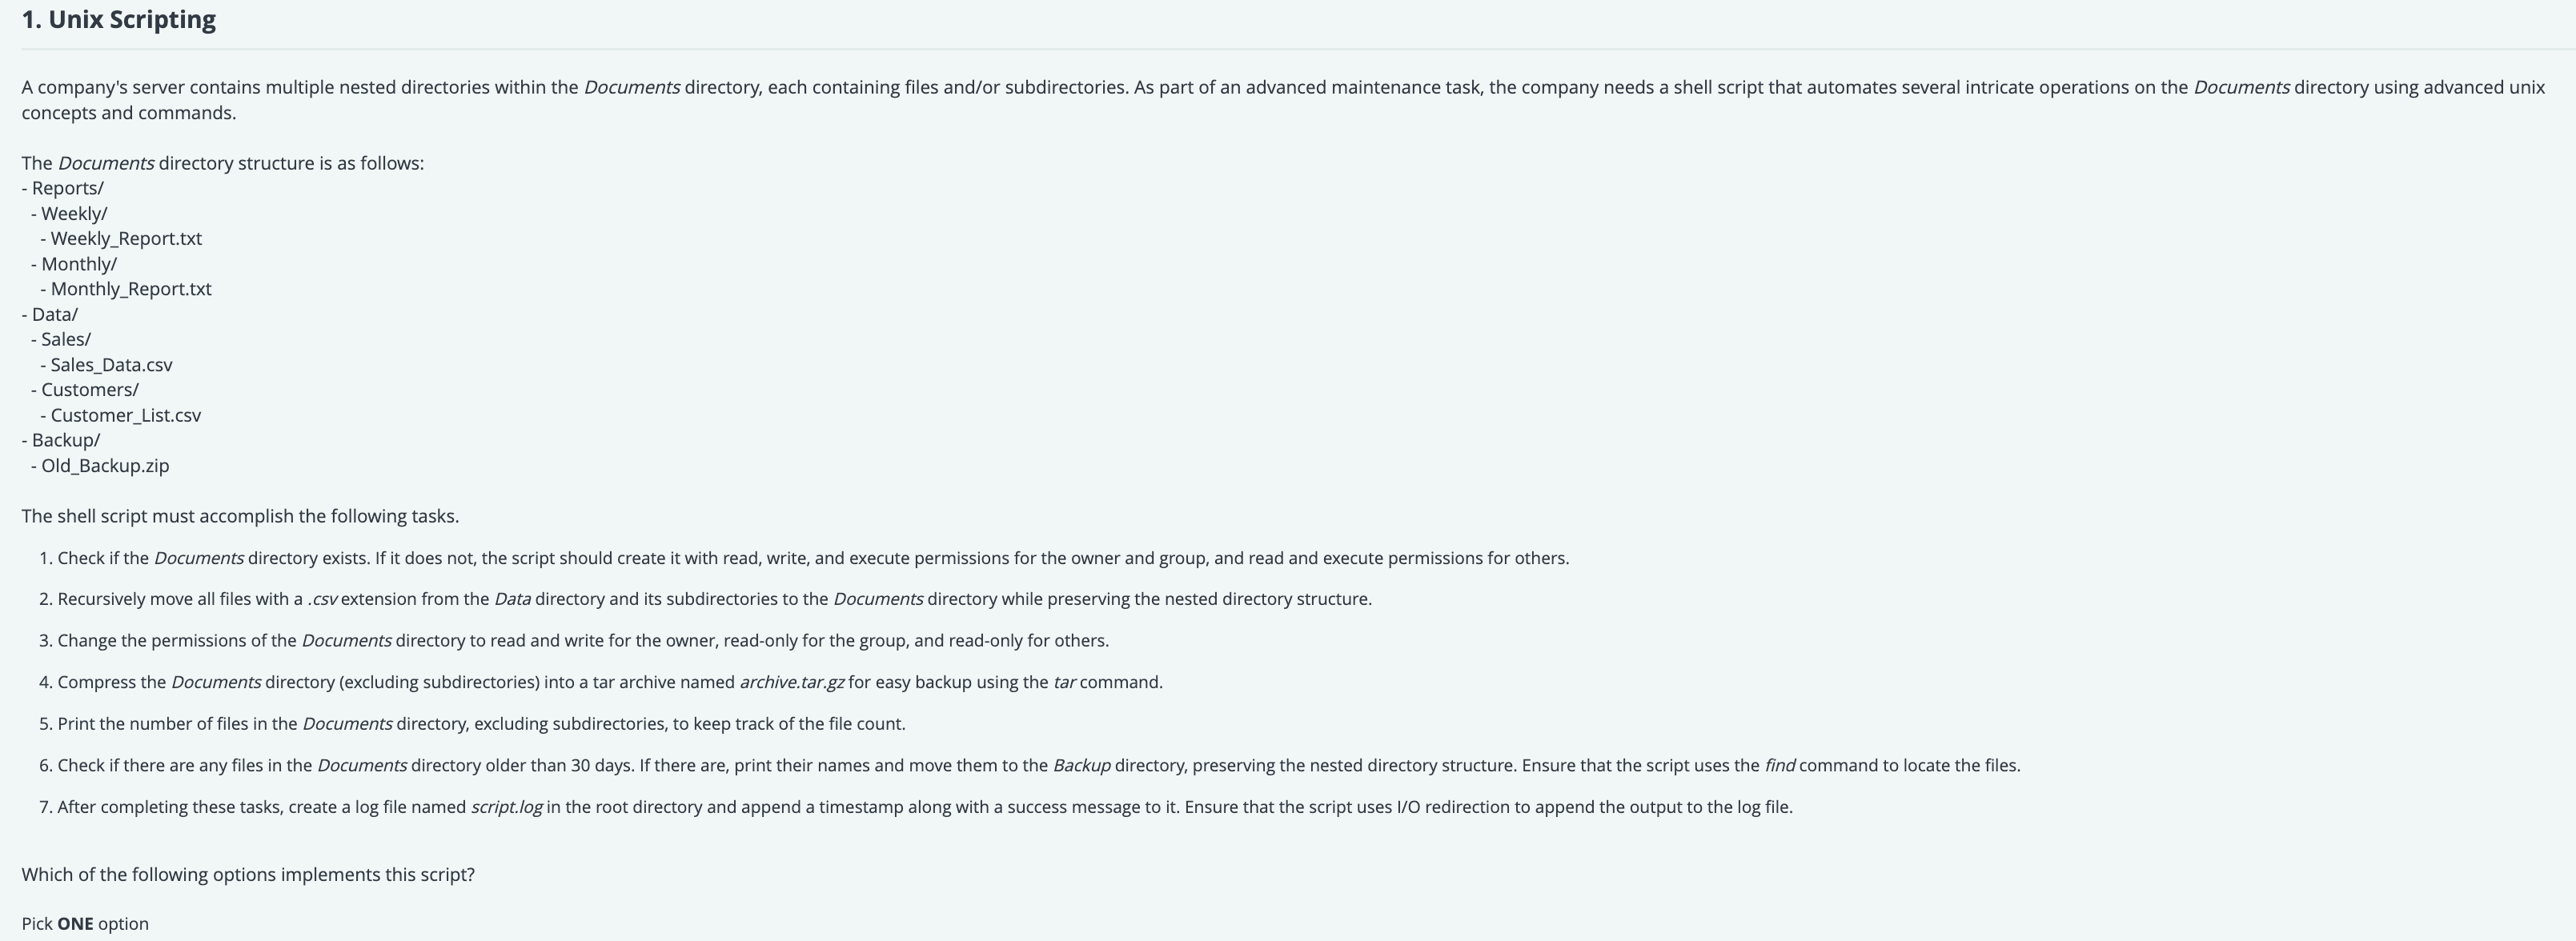 1. Unix Scripting
A company's server contains multiple nested directories within the Documents directory, each containing files and/or subdirectories. As part of an advanced maintenance task, the company needs a shell script that automates several intricate operations on the Documents directory using advanced unix
concepts and commands.
The Documents directory structure is as follows:
- Reports/
- Weekly/
- Weekly_Report.txt
- Monthly/
- Monthly_Report.txt
- Data/
- Sales/
- Sales_Data.csv
- Customers/
- Customer_List.csv
- Backup/
- Old_Backup.zip
The shell script must accomplish the following tasks.
1. Check if the Documents directory exists. If it does not, the script should create it with read, write, and execute permissions for the owner and group, and read and execute permissions for others.
2. Recursively move all files with a .csv extension from the Data directory and its subdirectories to the Documents directory while preserving the nested directory structure.
3. Change the permissions of the Documents directory to read and write for the owner, read-only for the group, and read-only for others.
4. Compress the Documents directory (excluding subdirectories) into a tar archive named archive.tar.gz for easy backup using the tar command.
5. Print the number of files in the Documents directory, excluding subdirectories, to keep track of the file count.
6. Check if there are any files in the Documents directory older than 30 days. If there are, print their names and move them to the Backup directory, preserving the nested directory structure. Ensure that the script uses the find command to locate the files.
7. After completing these tasks, create a log file named script.log in the root directory and append a timestamp along with a success message to it. Ensure that the script uses I/O redirection to append the output to the log file.
Which of the following options implements this script?
Pick ONE option